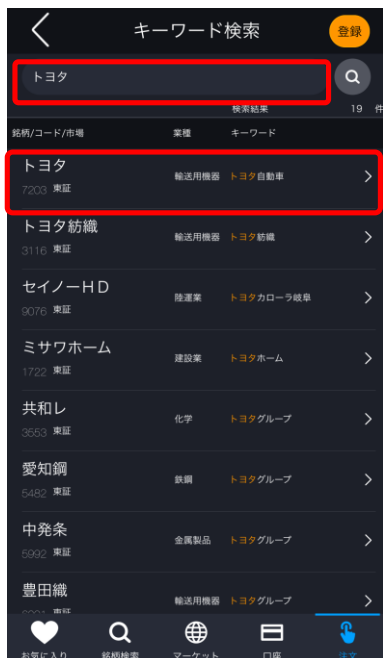 キーワード検索
登録
トヨタ
検索結果 19 件
銘柄/コード/市場 業種 キーワード
トヨタ
輸送用機器 トヨタ自動車
7203 東証
トヨタ紡織
輸送用機器 トヨタ紡織
3116 東証
セイノーHD
陸運業 トヨタカローラ岐阜
9076 東証
ミサワホーム
建設業 トヨタホーム
1722 東証
共和レ
化学 トヨタグループ
3553 東証
愛知鋼
鉄鋼 トヨタグループ
5482 東証
中発条
金属製品 トヨタグループ
5992 東証
豊田織
輸送用機器 トヨタグループ
東証
お気に入り 銘柄検索 マーケット 口座 注文